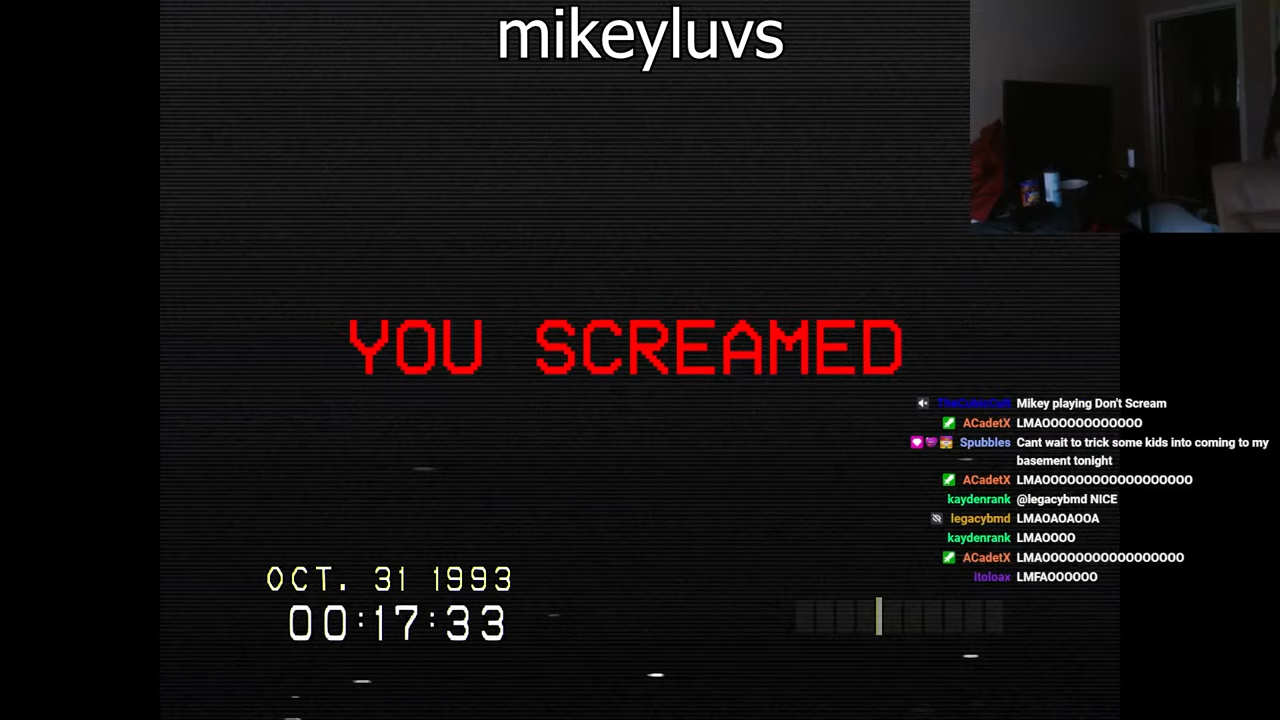 mikeyluvs
YOU SCREAMED
Mikey playing Don't Scream
ACadetX LMAOOOOOOOOOOOO
Spubbles Cant wait to trick some kids into coming to my
basement tonight
ACadetX LMAOOOOOOOOOOOOOOOOOO
kaydenrank @legacybmd NICE
legacybmd LMAOAOAOOA
kaydenrank LMAOOOO
ACadetX LMAOOOOOOOOOOOOOOOOO
itoloax LMFAOOOOOO
OCT. 31 1993
00:17:33